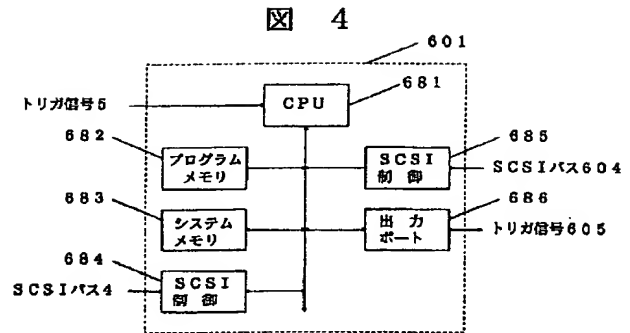 図 4
601
トリガ信号5
CPU
681
682
プログラム
メモリ
SCSI
制御
685
SCSIバス604
683
システム
メモリ
出力
ポート
686
トリガ信号605
684
SCSIバス4
SCSI
制御